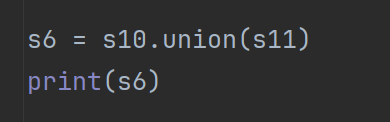 s6 = s10.union(s11)
print(s6)